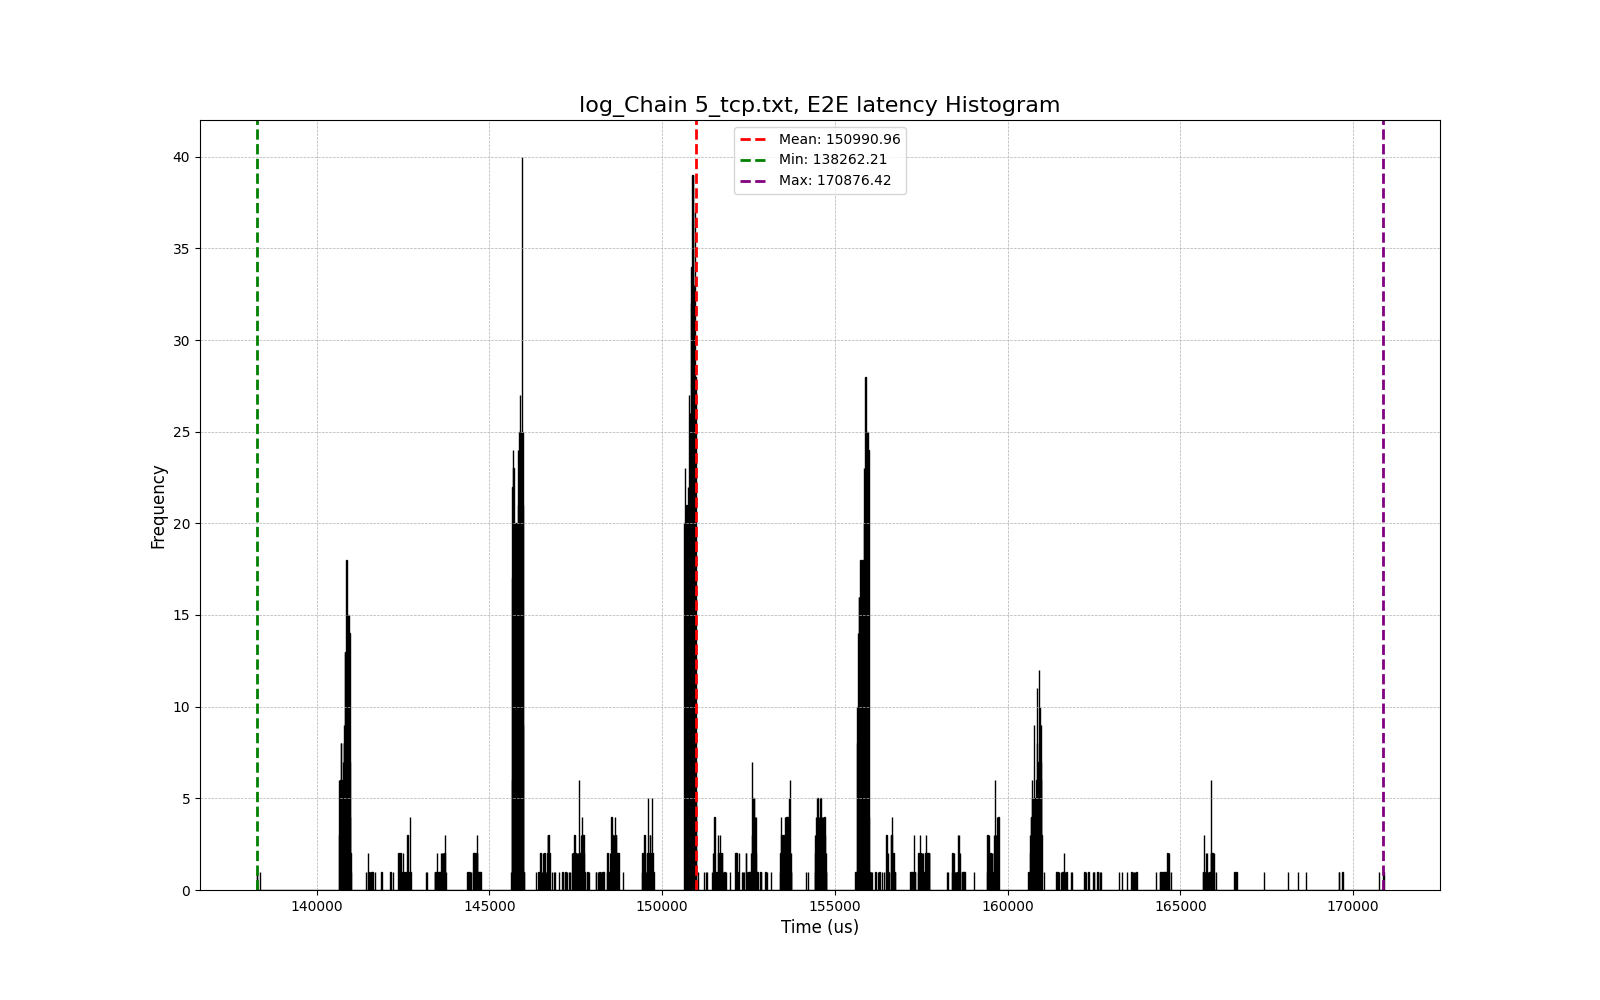 log_Chain 5_tcp.txt, E2E latency Histogram
Mean: 150990.96
Min: 138262.21
Max: 170876.42
Frequency
40
35
30
25
20
15
10
5
0
140000 145000 150000 155000 160000 165000 170000
Time (us)